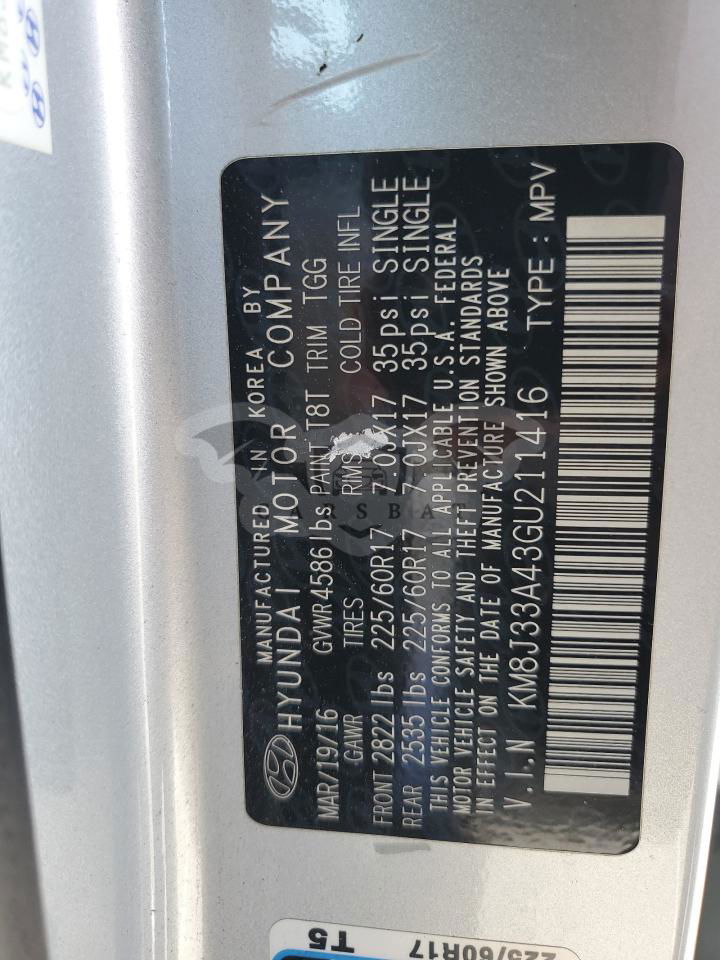 MANUFACTURED IN KOREA BY
HYUNDAI MOTOR COMPANY
MAR/19/16 GVWR 4586 lbs PAINT T8T TRIM TGG
GAWR TIRES RIMS COLD TIRE INFL
FRONT 2822 lbs 225/60R17 7.0JX17 35psi SINGLE
REAR 2535 lbs 225/60R17 7.0JX17 35psi SINGLE
THIS VEHICLE CONFORMS TO ALL APPLICABLE U.S.A. FEDERAL
MOTOR VEHICLE SAFETY AND THEFT PREVENTION STANDARDS
IN EFFECT ON THE DATE OF MANUFACTURE SHOWN ABOVE
V.I.N KM8J33A43GU211416 TYPE : MPV
T5
225/60R17